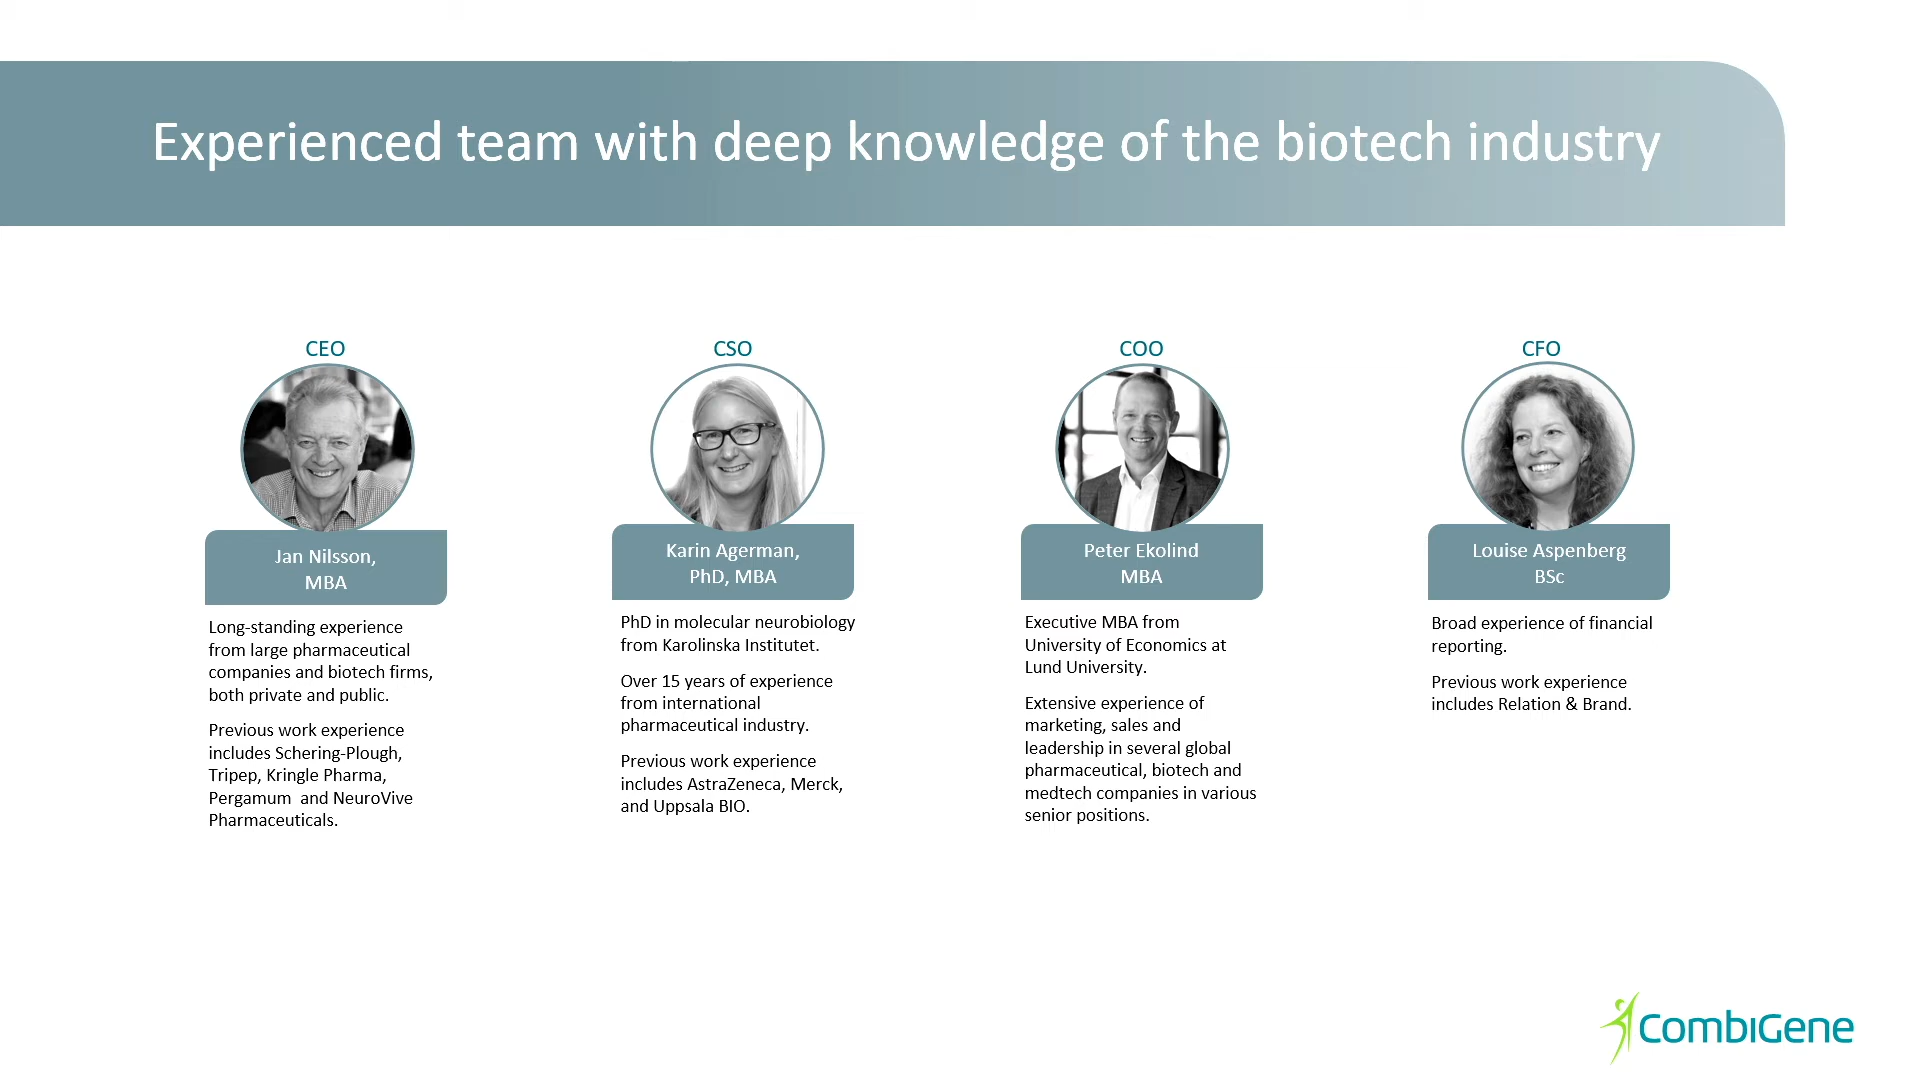 Experienced team with deep knowledge of the biotech industry
CEO
Jan Nilsson,
MBA
Long-standing experience
from large pharmaceutical
companies and biotech firms,
both private and public.
Previous work experience
includes Schering-Plough,
Tripep, Kringle Pharma,
Pergamum  and NeuroVive
Pharmaceuticals.
CSO
Karin Agerman,
PhD, MBA
PhD in molecular neurobiology
from Karolinska Institutet.
Over 15 years of experience
from international
pharmaceutical industry.
Previous work experience
includes AstraZeneca, Merck,
and Uppsala BIO.
COO
Peter Ekolind
MBA
Executive MBA from
University of Economics at
Lund University.
Extensive experience of
marketing, sales and
leadership in several global
pharmaceutical, biotech and
medtech companies in various
senior positions.
CFO
Louise Aspenberg
BSc
Broad experience of financial
reporting.
Previous work experience
includes Relation & Brand.
CombiGene